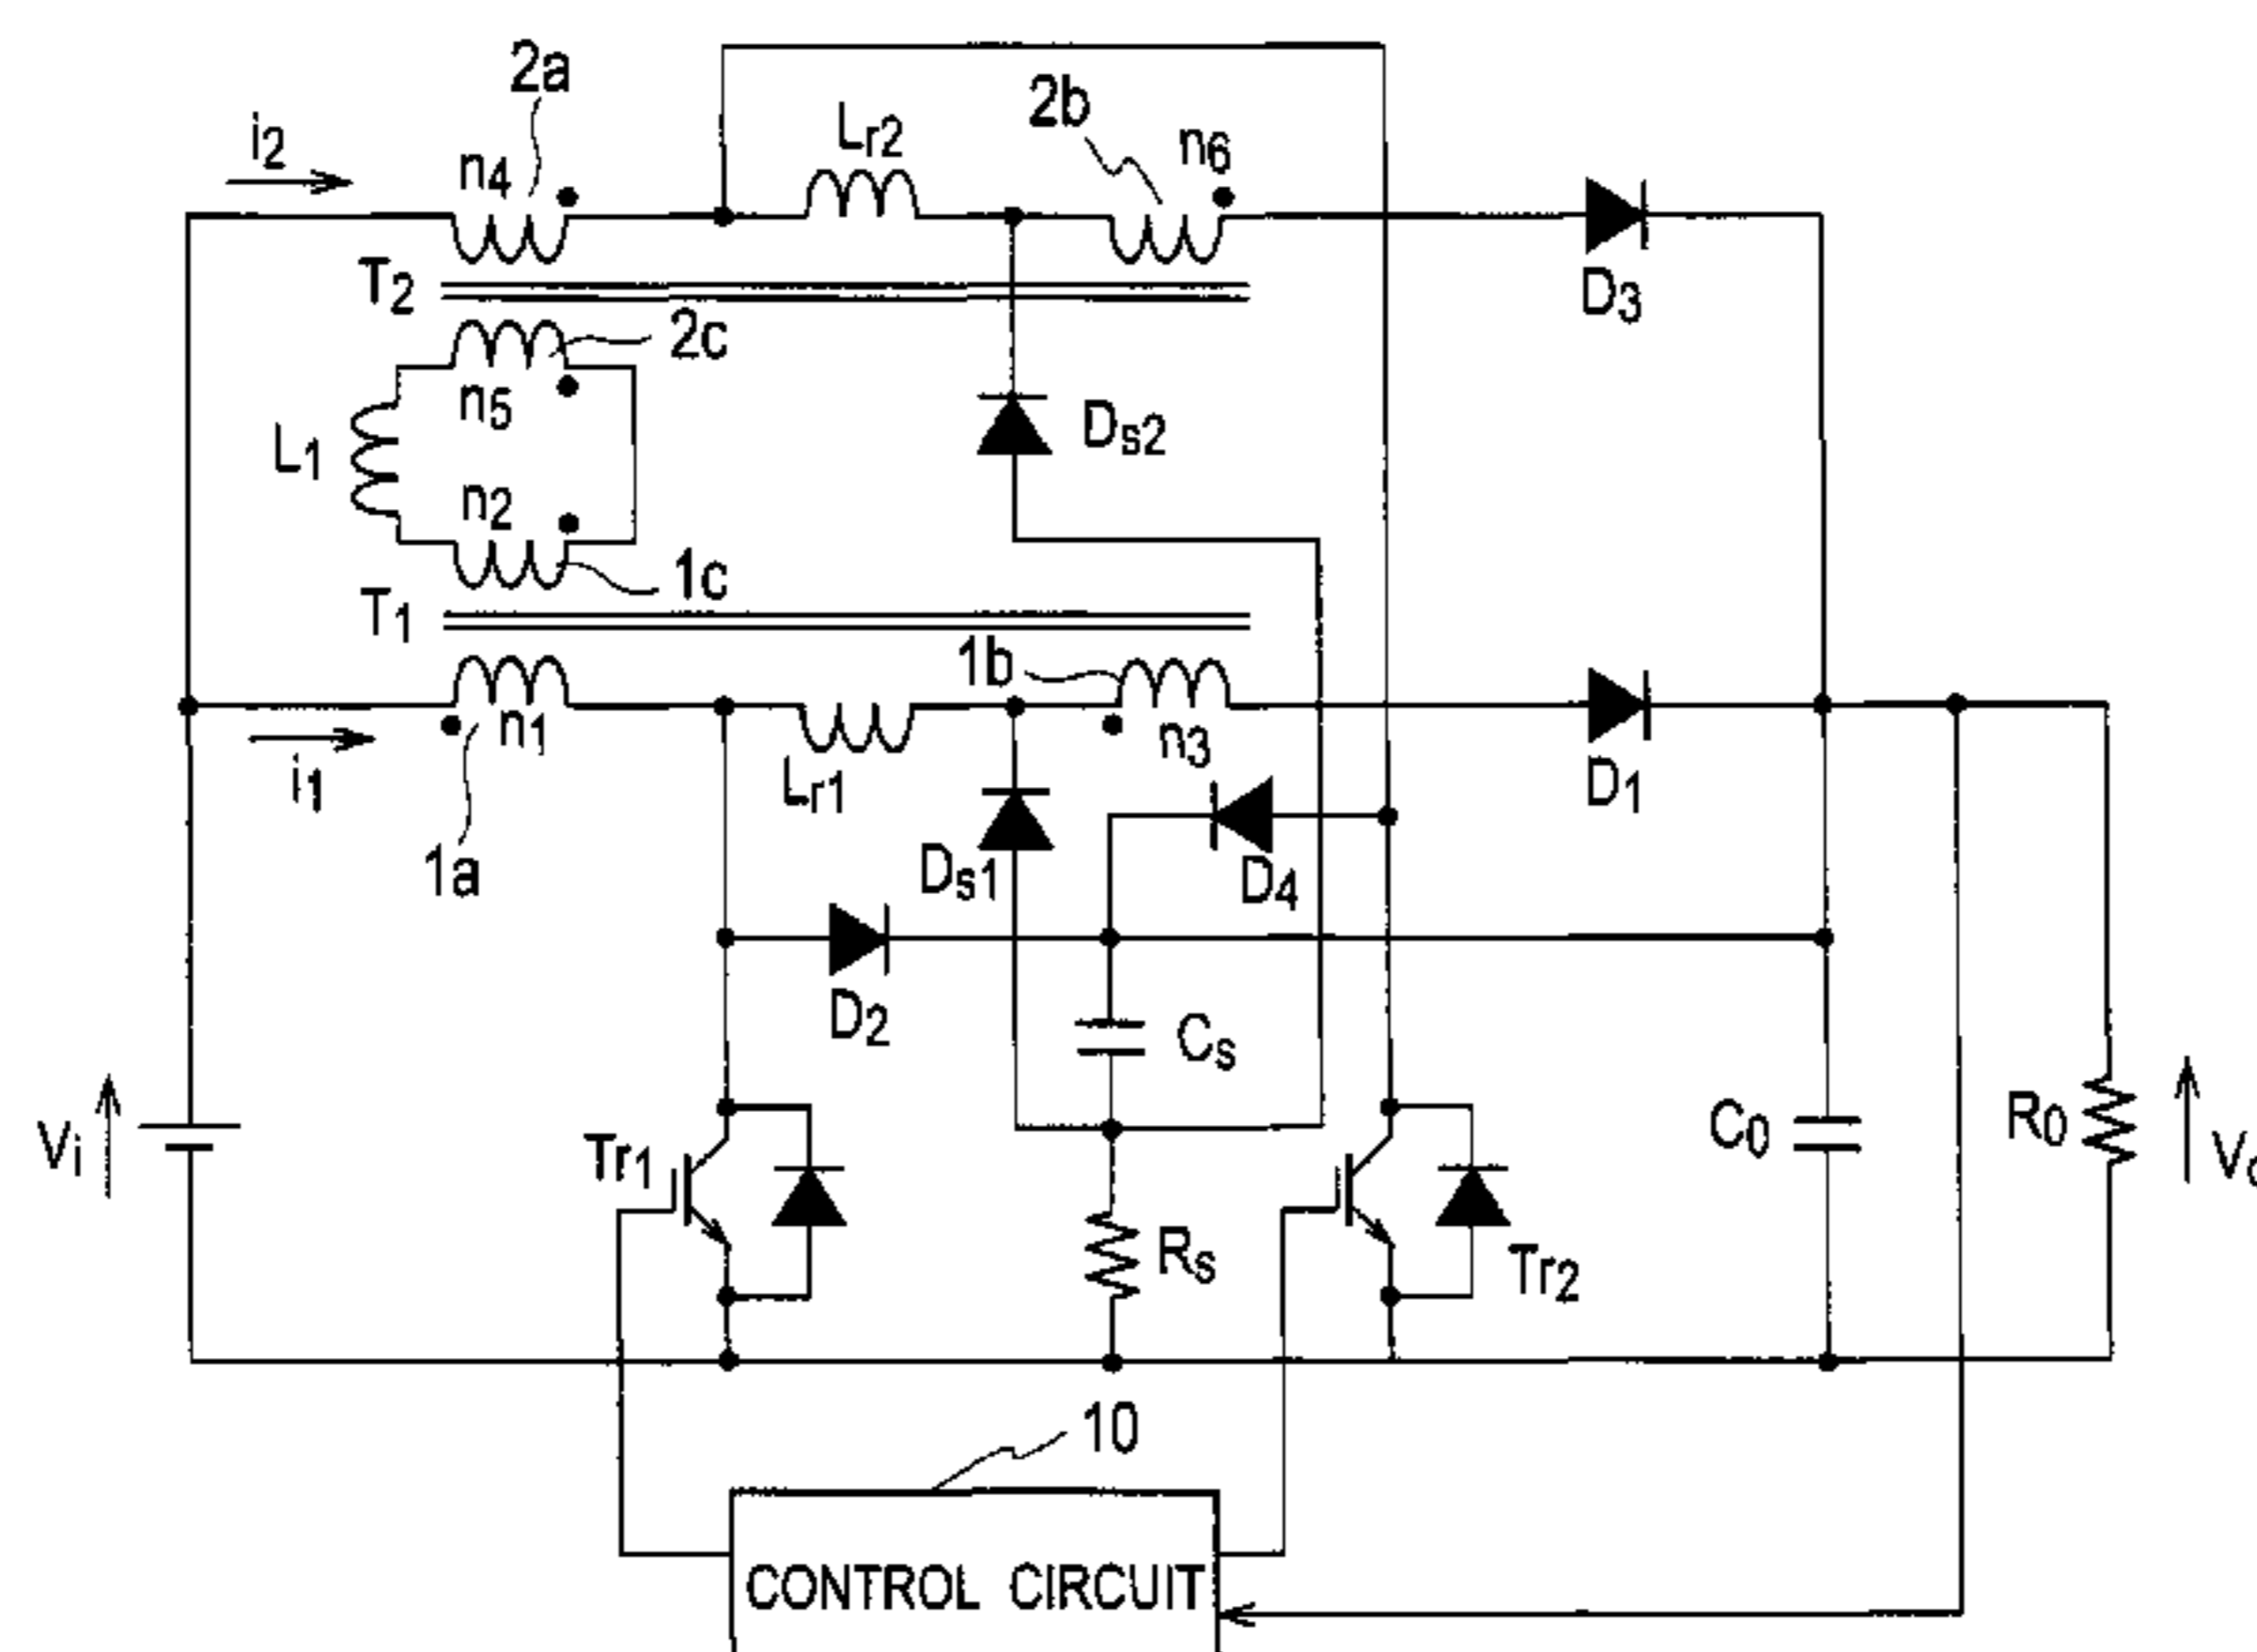 2a
i2
n4
Lr2
2b
n6
T2
D3
2c
n5
L1
n2
Ds2
1c
T1
1b
n1
n3
i1
Lr1
D1
1a
Ds1
D4
D2
Cs
Vi
Tr1
C0
R0
Rs
Tr2
10
CONTROL CIRCUIT